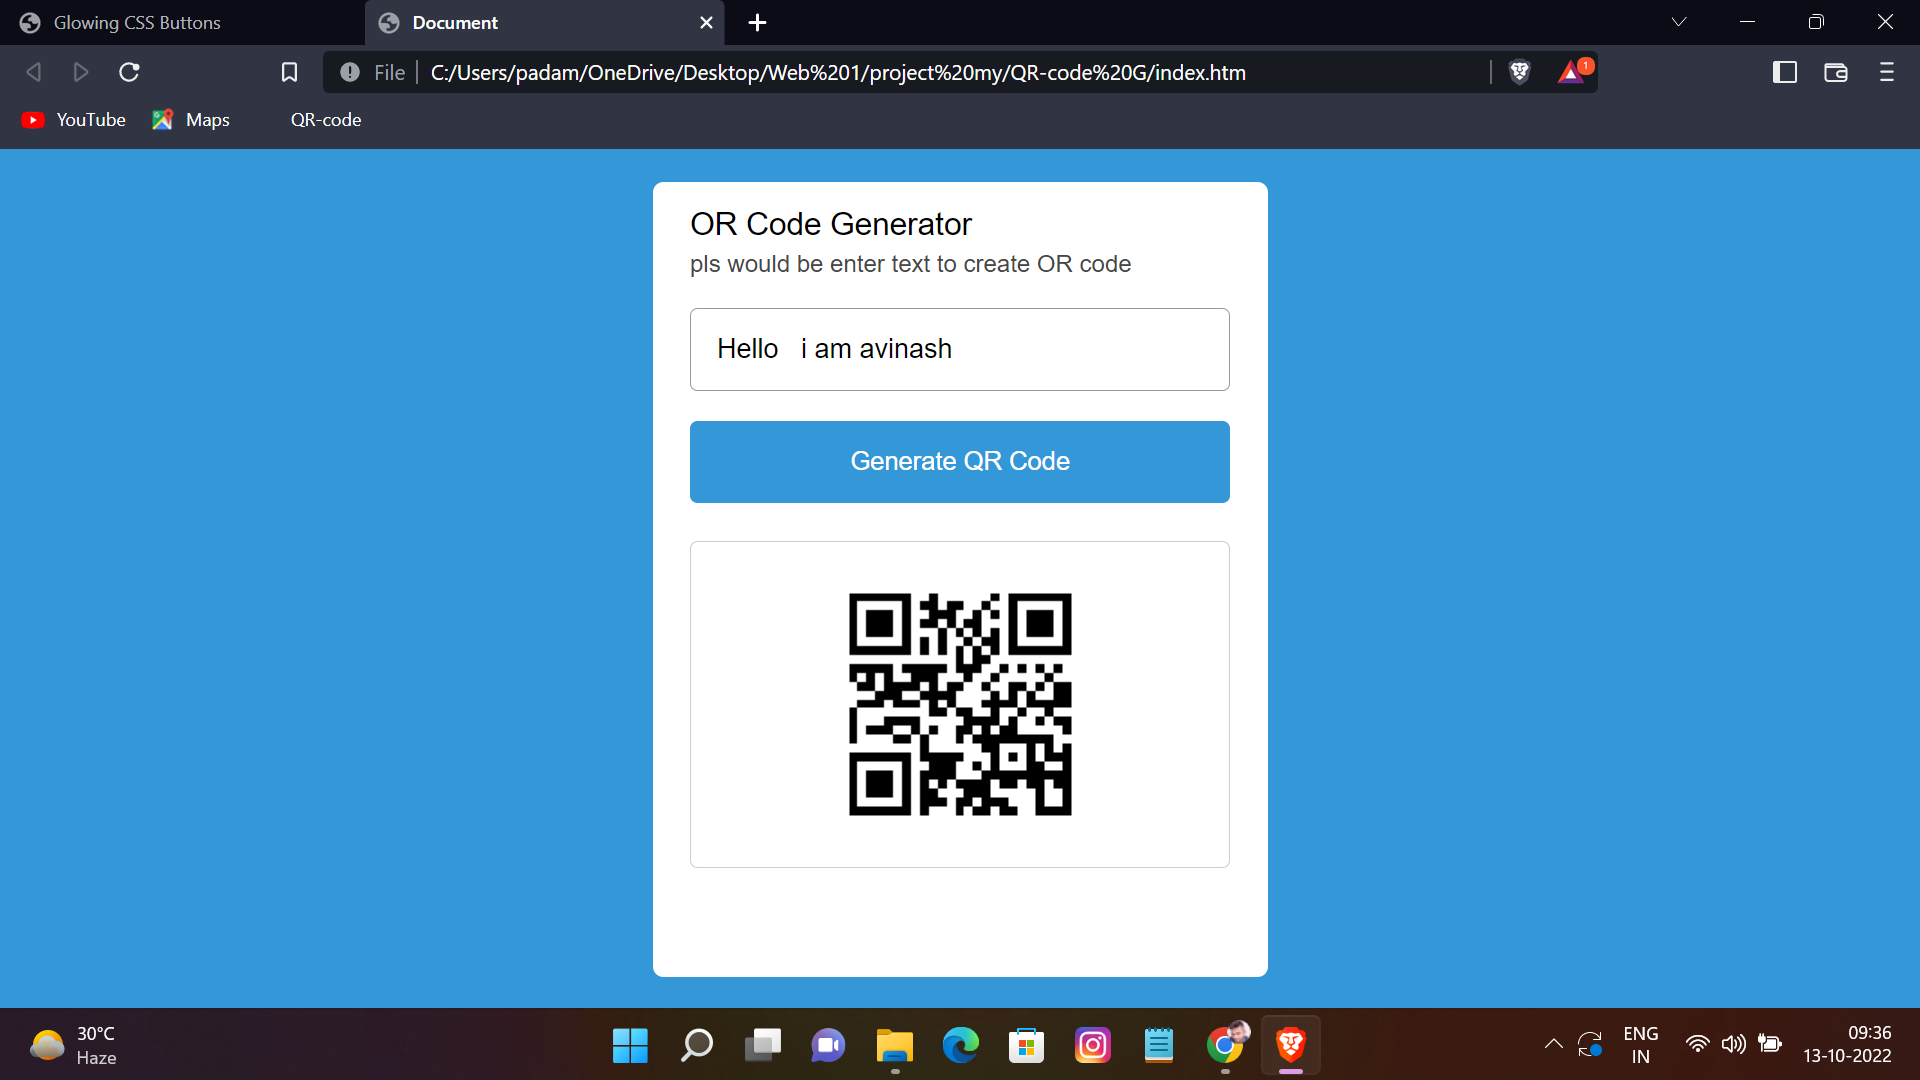 Glowing CSS Buttons
Document
File
C:/Users/padam/OneDrive/Desktop/Web%201/project%20my/QR-code%20G/index.htm
1
YouTube
Maps
QR-code
OR Code Generator
pls would be enter text to create OR code
Hello   i am avinash
Generate QR Code
30°C
Haze
ENG
IN
09:36
13-10-2022